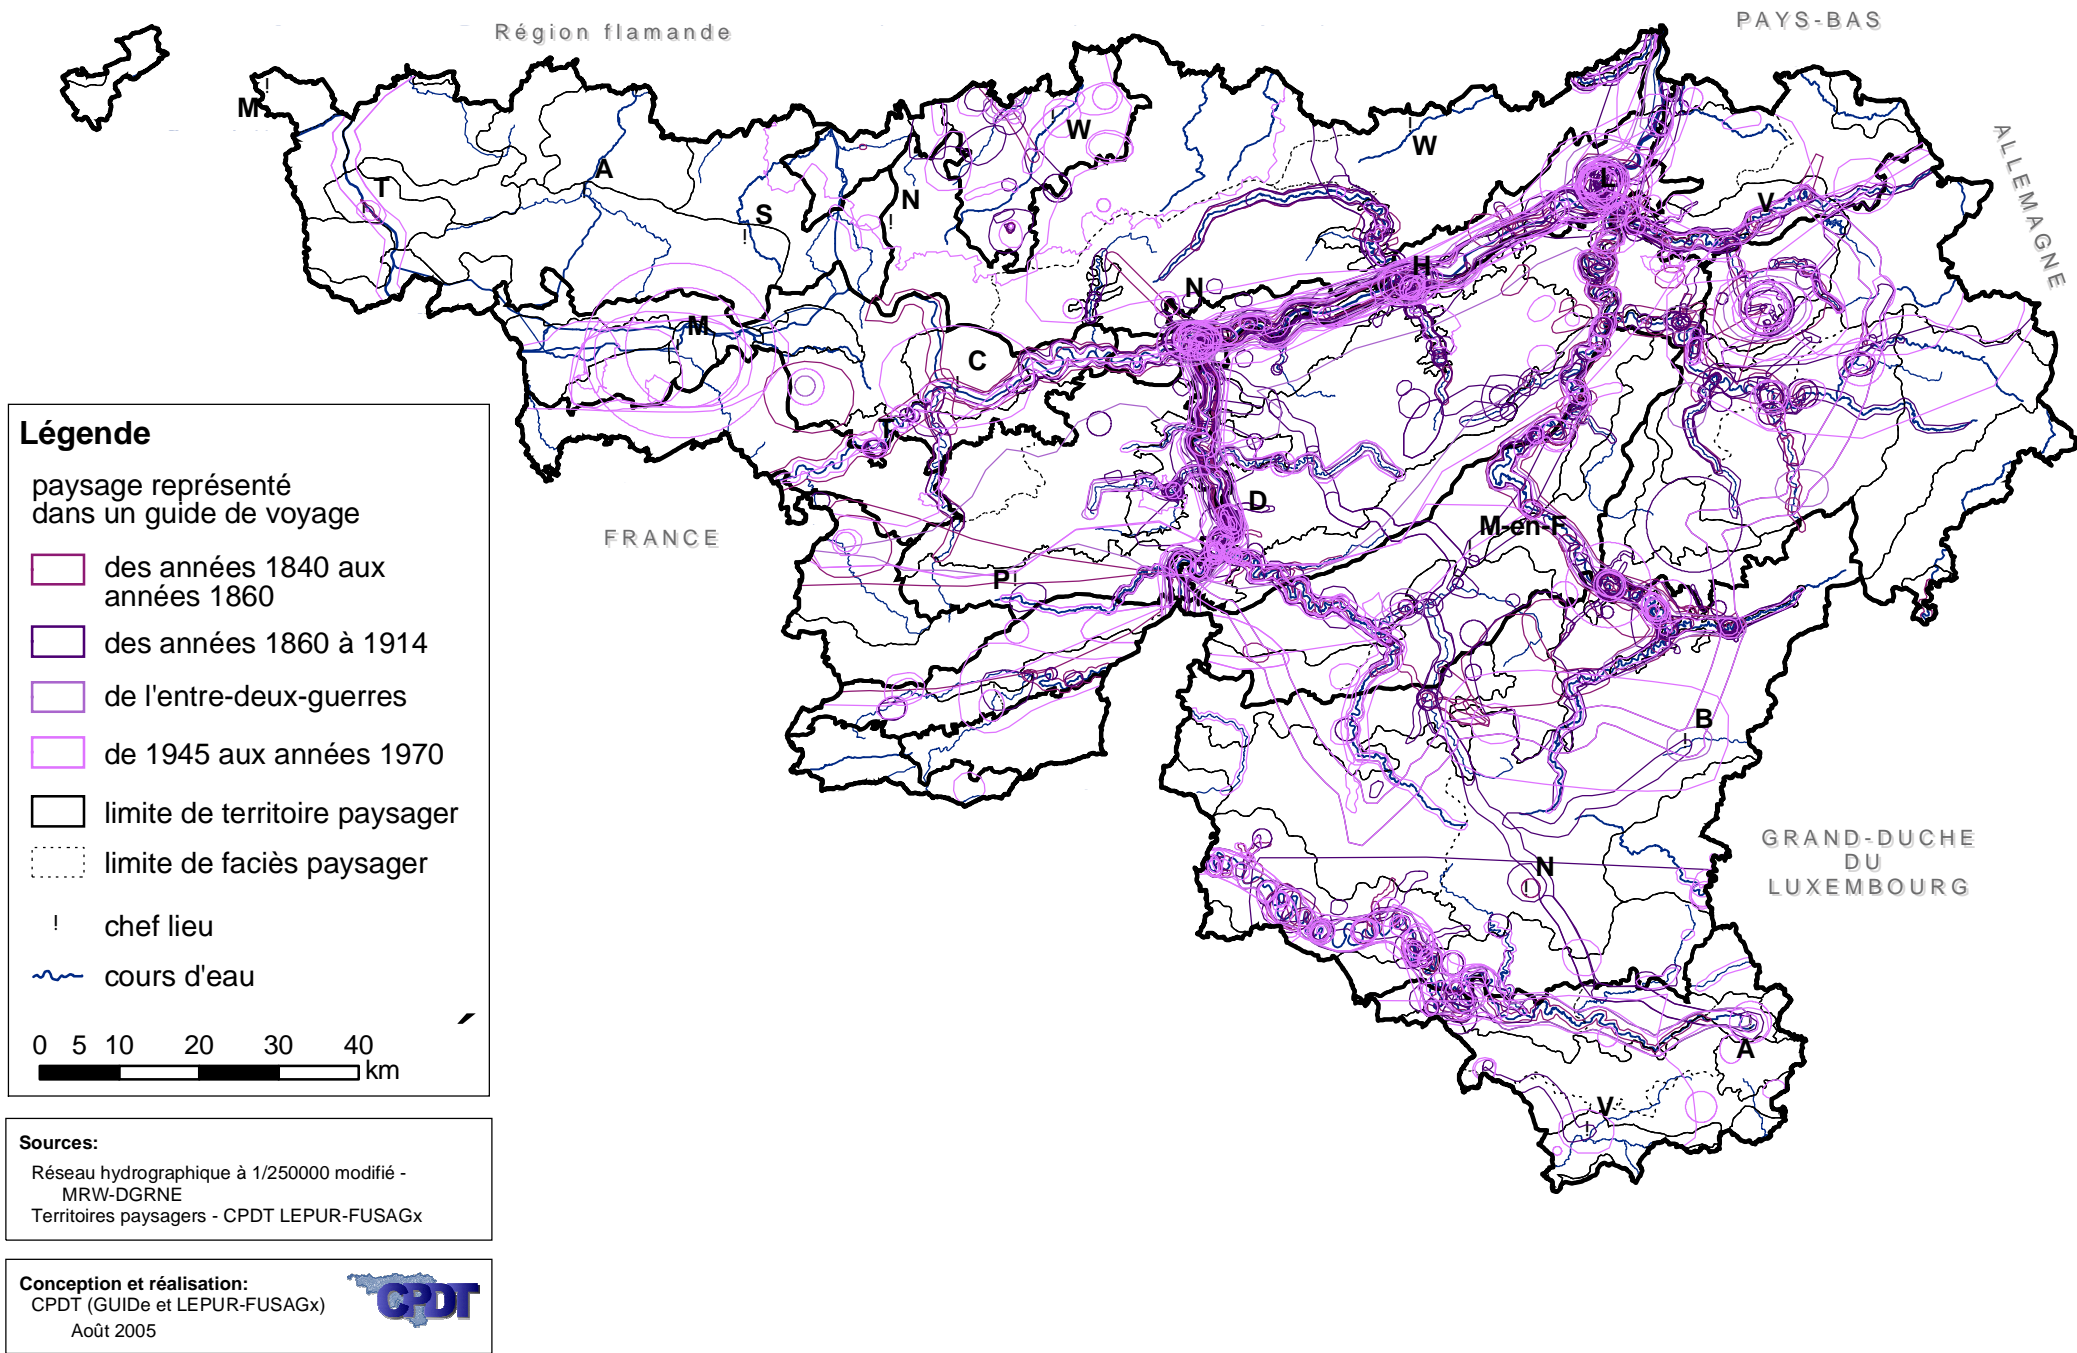 Région flamande
PAYS-BAS
ALLEMAGNE
FRANCE
GRAND-DUCHE
DU
LUXEMBOURG
M
T
A
S
N
W
W
L
V
H
N
M
C
T
D
M-en-F
P
B
N
A
V
Légende
paysage représenté
dans un guide de voyage
des années 1840 aux
années 1860
des années 1860 à 1914
de l'entre-deux-guerres
de 1945 aux années 1970
limite de territoire paysager
limite de faciès paysager
! chef lieu
cours d'eau
0 5 10 20 30 40
km
Sources:
Réseau hydrographique à 1/250000 modifié -
MRW-DGRNE
Territoires paysagers - CPDT LEPUR-FUSAGx
Conception et réalisation:
CPDT (GUIDe et LEPUR-FUSAGx)
Août 2005
CPDT